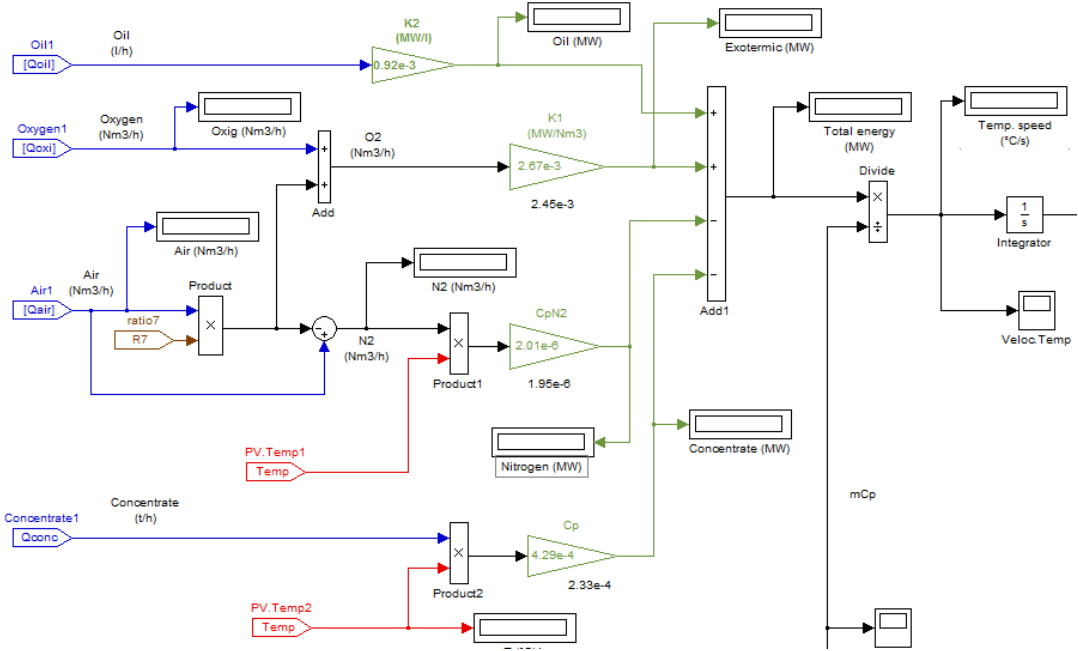 K2
(MW/l)
Oil
(l/h)
Oil1
[Qoil]
0.92e-3
Oil (MW)
Exotermic (MW)
Oxygen
(Nm3/h)
Oxygen1
[Qoxi]
Oxig (Nm3/h)
O2
(Nm3/h)
+
+
Add
K1
(MW/Nm3)
2.67e-3
2.45e-3
+
+
−
−
Add1
Total energy
(MW)
Temp. speed
(°C/s)
Divide
×
÷
1
s
Integrator
Veloc.Temp
Air (Nm3/h)
Air
(Nm3/h)
Air1
[Qair]
ratio7
R7
Product
×
−
+
N2
(Nm3/h)
N2 (Nm3/h)
×
Product1
CpN2
2.01e-6
1.95e-6
Nitrogen (MW)
Concentrate (MW)
PV.Temp1
Temp
mCp
Concentrate
(t/h)
Concentrate1
Qconc
×
Product2
Cp
4.29e-4
2.33e-4
PV.Temp2
Temp